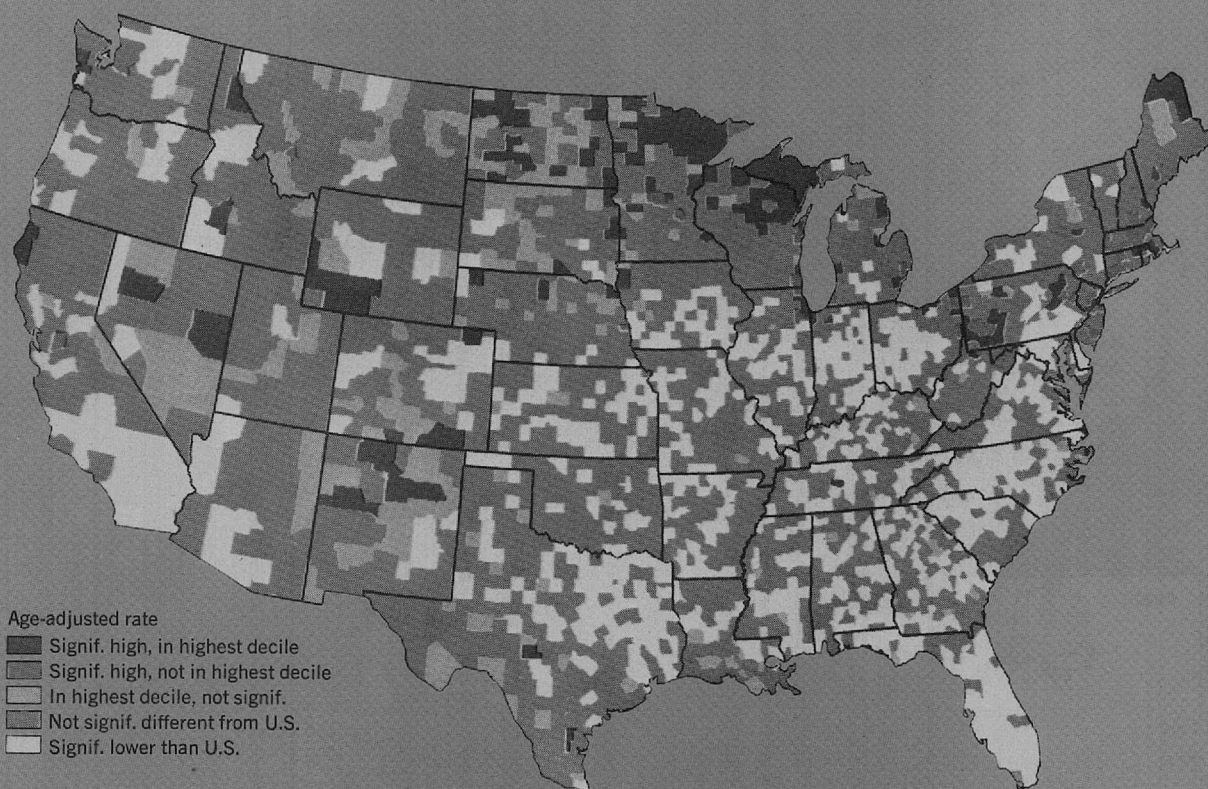 Age-adjusted rate
Signif. high, in highest decile
Signif. high, not in highest decile
In highest decile, not signif.
Not signif. different from U.S.
Signif. lower than U.S.